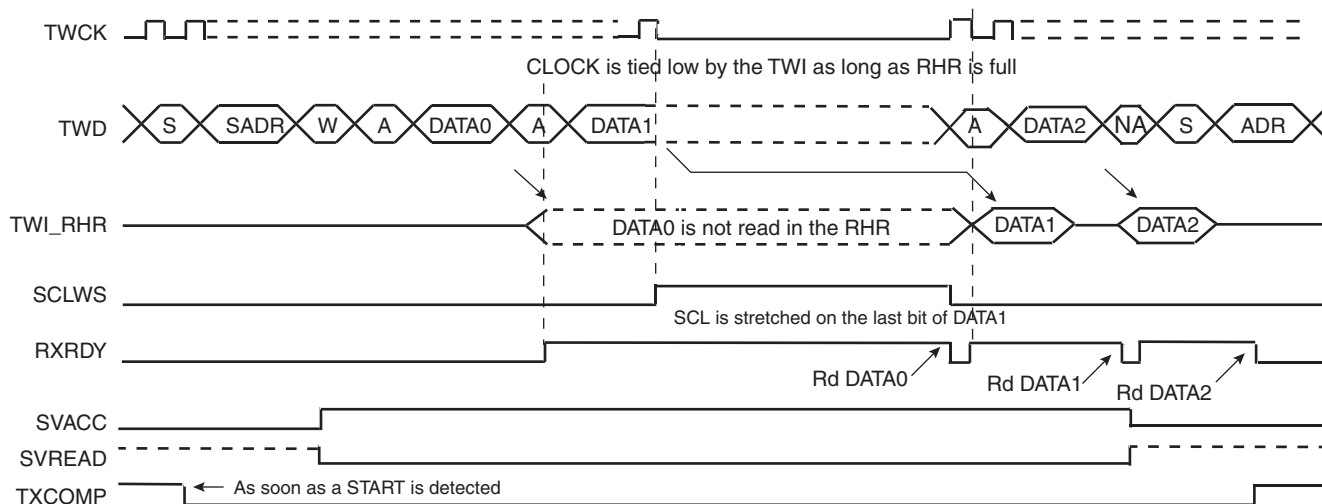 TWCK
CLOCK is tied low by the TWI as long as RHR is full
TWD S SADR W A DATA0 A DATA1 A DATA2 NA S ADR
TWI_RHR DATA0 is not read in the RHR DATA1 DATA2
SCLWS
SCL is stretched on the last bit of DATA1
RXRDY
Rd DATA0 Rd DATA1 Rd DATA2
SVACC
SVREAD
As soon as a START is detected
TXCOMP